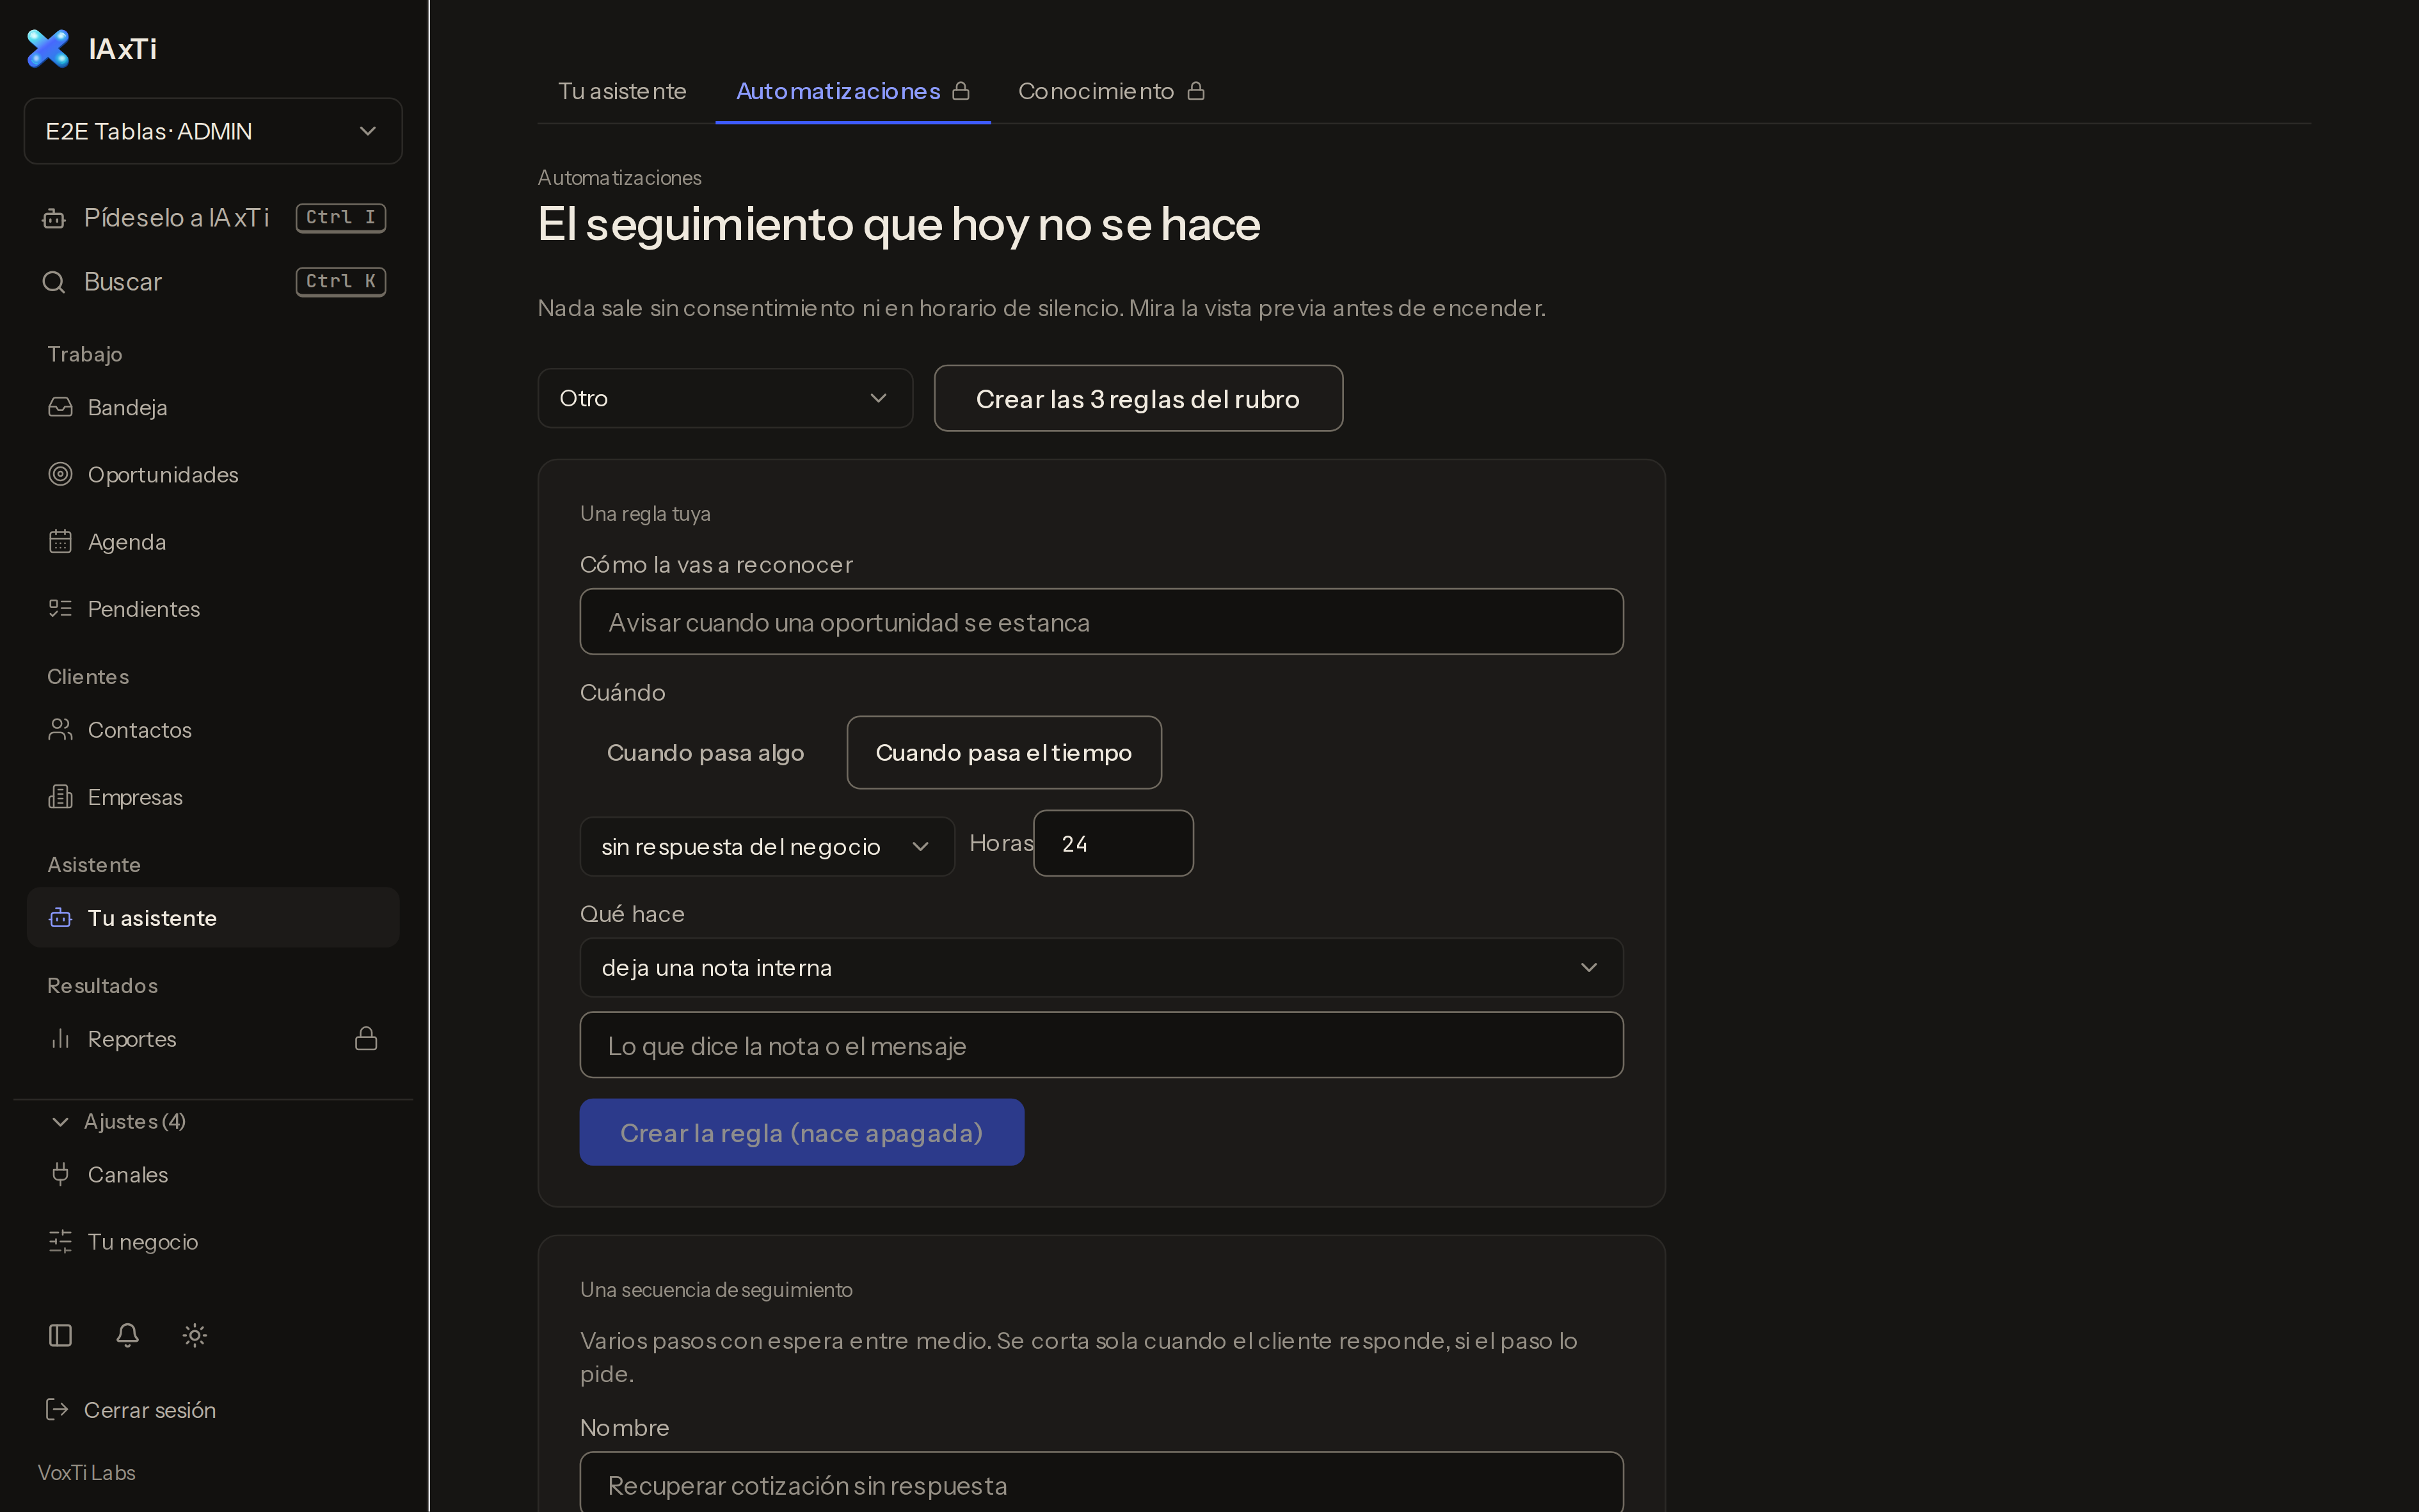 IAxTi
E2E Tablas · ADMIN
Pídeselo a IAxTi
Ctrl I
Buscar
Ctrl K
Trabajo
Bandeja
Oportunidades
Agenda
Pendientes
Clientes
Contactos
Empresas
Asistente
Tu asistente
Resultados
Reportes
Ajustes (4)
Canales
Tu negocio
Cerrar sesión
VoxTi Labs
Tu asistente
Automatizaciones
Conocimiento
Automatizaciones
El seguimiento que hoy no se hace
Nada sale sin consentimiento ni en horario de silencio. Mira la vista previa antes de encender.
Otro
Crear las 3 reglas del rubro
Una regla tuya
Cómo la vas a reconocer
Avisar cuando una oportunidad se estanca
Cuándo
Cuando pasa algo
Cuando pasa el tiempo
sin respuesta del negocio
Horas
24
Qué hace
deja una nota interna
Lo que dice la nota o el mensaje
Crear la regla (nace apagada)
Una secuencia de seguimiento
Varios pasos con espera entre medio. Se corta sola cuando el cliente responde, si el paso lo
pide.
Nombre
Recuperar cotización sin respuesta